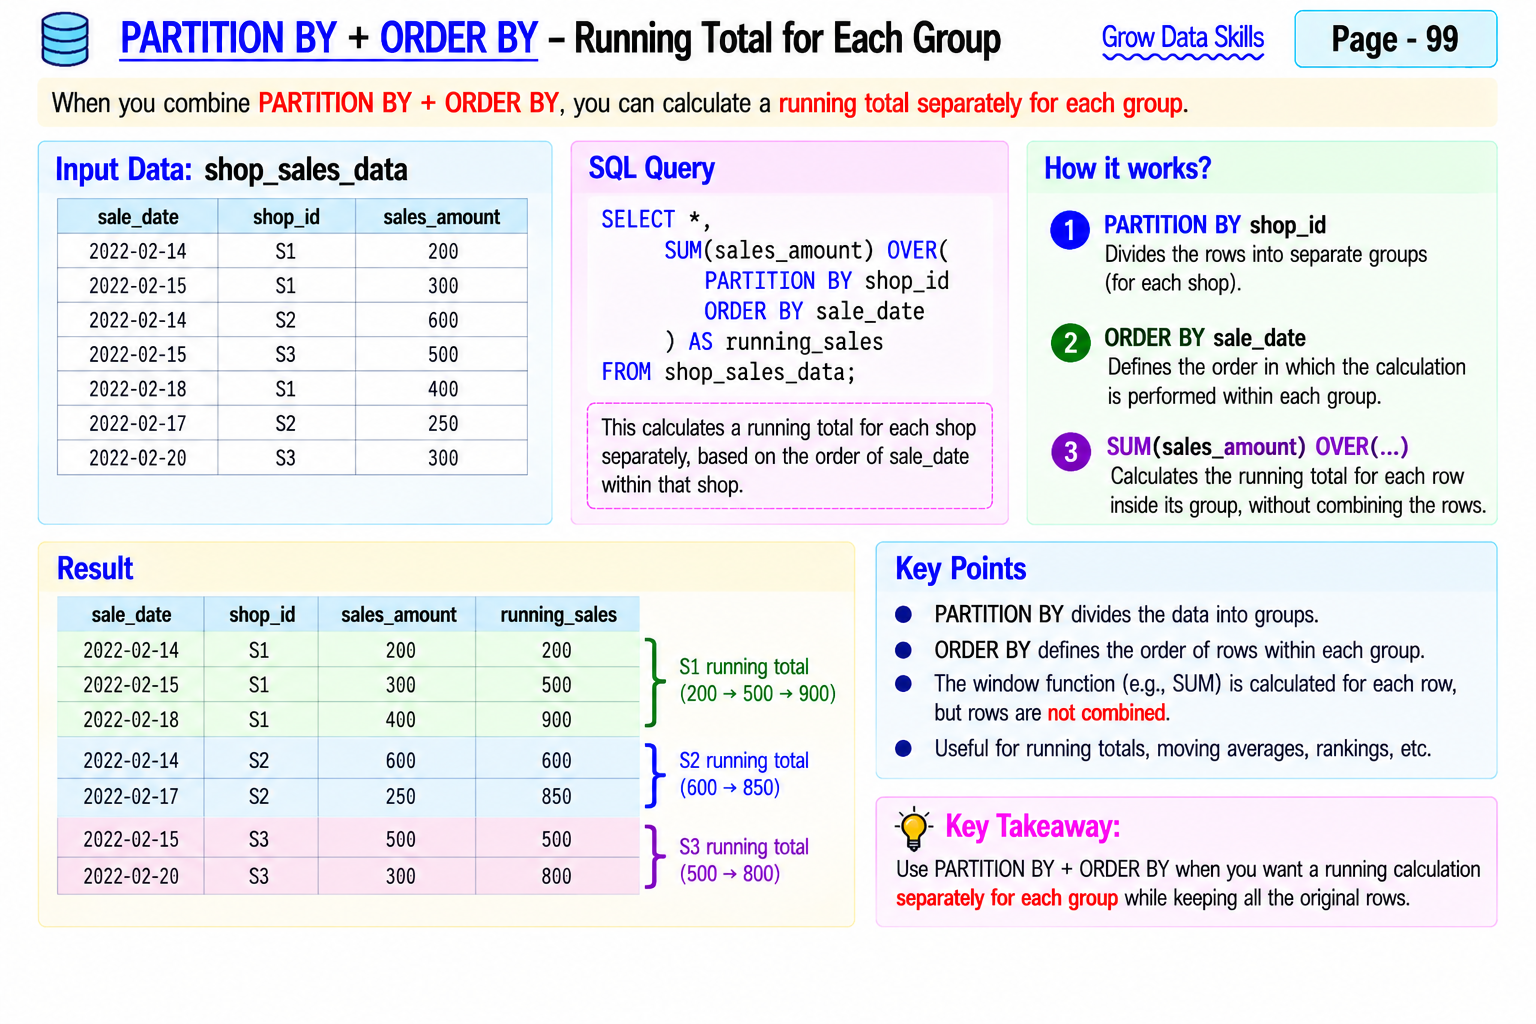 PARTITION BY + ORDER BY – Running Total for Each Group
Grow Data Skills
Page - 99
When you combine PARTITION BY + ORDER BY, you can calculate a running total separately for each group.
Input Data: shop_sales_data
sale_date shop_id sales_amount
2022-02-14 S1 200
2022-02-15 S1 300
2022-02-14 S2 600
2022-02-15 S3 500
2022-02-18 S1 400
2022-02-17 S2 250
2022-02-20 S3 300
SQL Query
SELECT *,
SUM(sales_amount) OVER(
PARTITION BY shop_id
ORDER BY sale_date
) AS running_sales
FROM shop_sales_data;
This calculates a running total for each shop
separately, based on the order of sale_date
within that shop.
How it works?
1 PARTITION BY shop_id
Divides the rows into separate groups
(for each shop).
2 ORDER BY sale_date
Defines the order in which the calculation
is performed within each group.
3 SUM(sales_amount) OVER(...)
Calculates the running total for each row
inside its group, without combining the rows.
Result
sale_date shop_id sales_amount running_sales
2022-02-14 S1 200 200
2022-02-15 S1 300 500
2022-02-18 S1 400 900
2022-02-14 S2 600 600
2022-02-17 S2 250 850
2022-02-15 S3 500 500
2022-02-20 S3 300 800
S1 running total
(200 → 500 → 900)
S2 running total
(600 → 850)
S3 running total
(500 → 800)
Key Points
● PARTITION BY divides the data into groups.
● ORDER BY defines the order of rows within each group.
● The window function (e.g., SUM) is calculated for each row,
but rows are not combined.
● Useful for running totals, moving averages, rankings, etc.
Key Takeaway:
Use PARTITION BY + ORDER BY when you want a running calculation
separately for each group while keeping all the original rows.